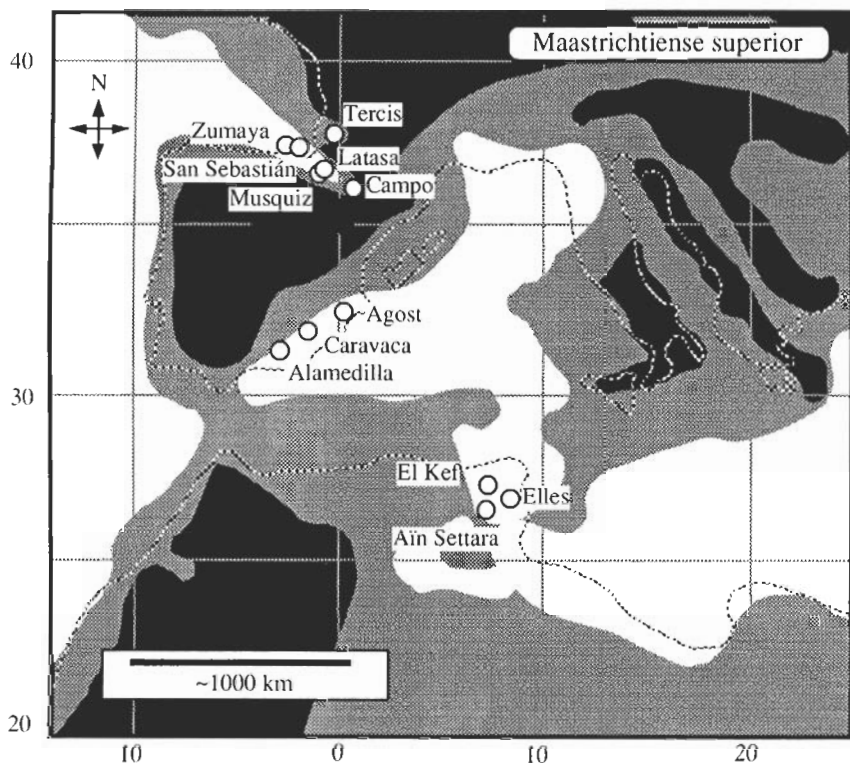 Maastrichtiense superior
40
N
Tercis
Zumaya
Latasa
San Sebastián
Campo
Musquiz
Agost
Caravaca
Alamedilla
30
El Kef
Elles
Aïn Settara
~1000 km
20
10
0
10
20